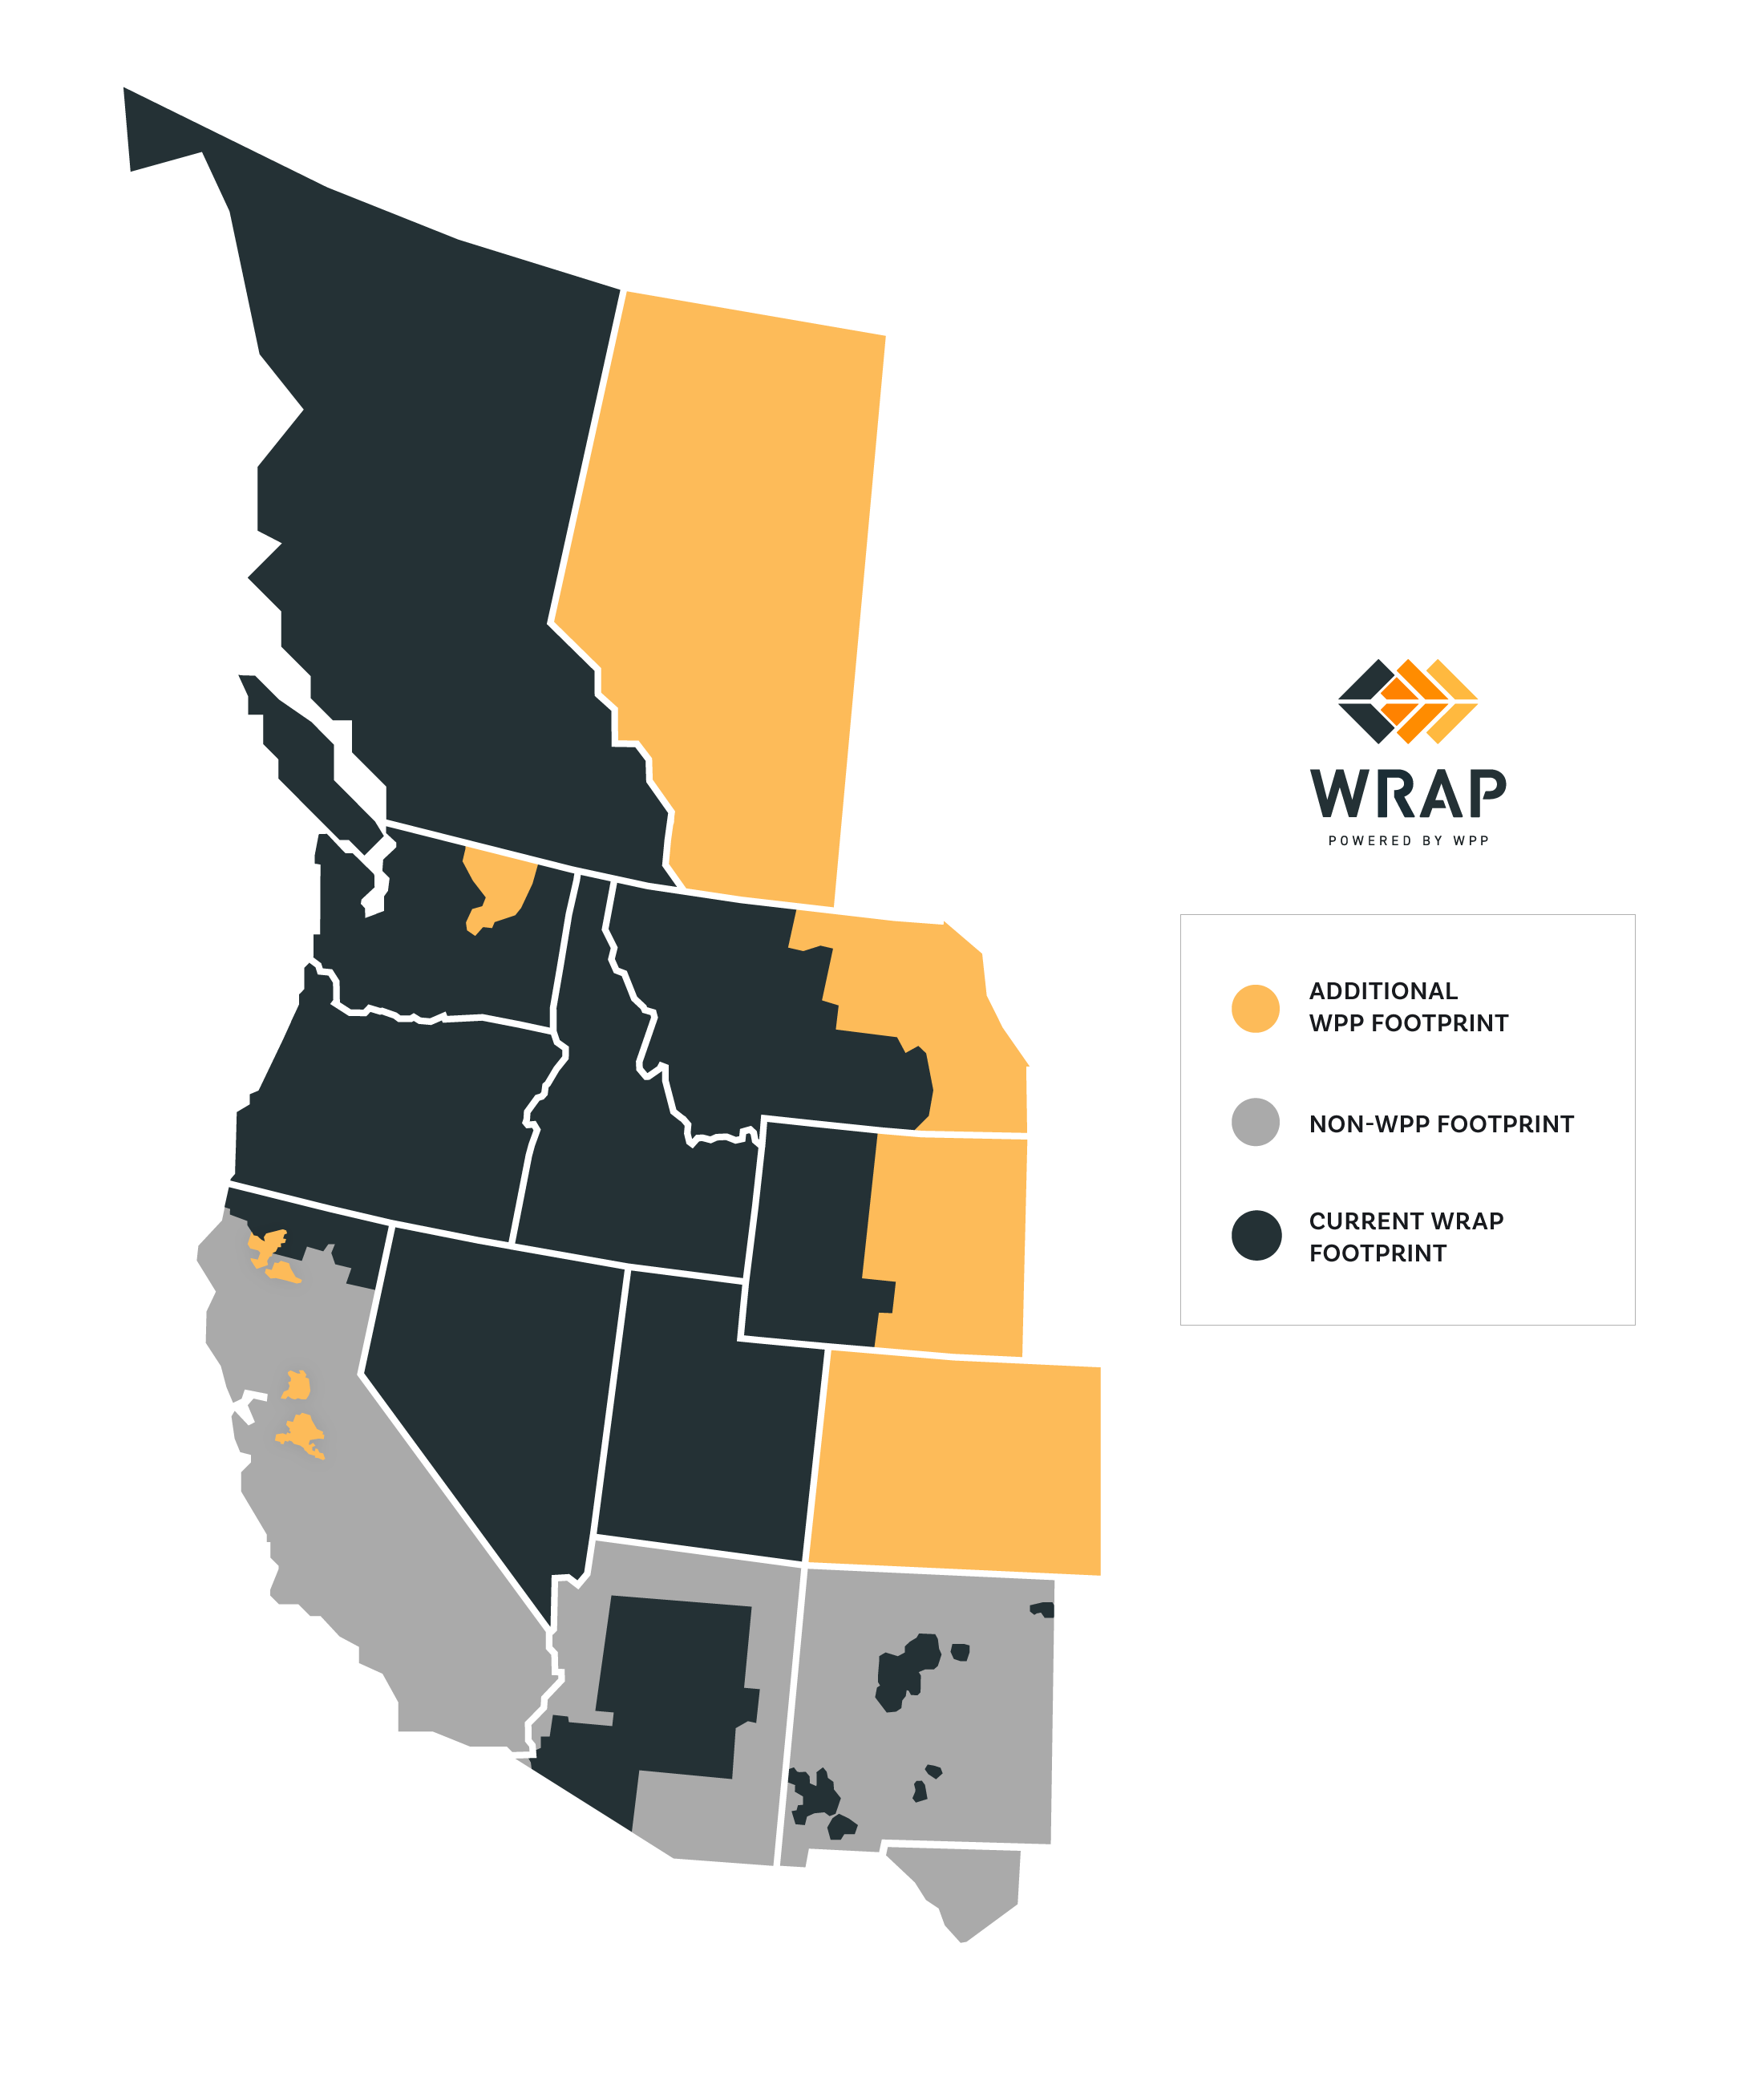 WRAP
POWERED BY WPP
ADDITIONAL
WPP FOOTPRINT
NON-WPP FOOTPRINT
CURRENT WRAP
FOOTPRINT